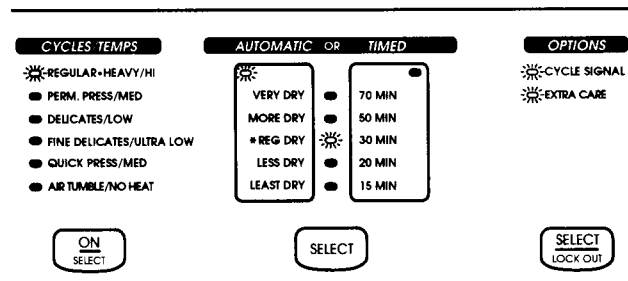 CYCLES TEMPS
REGULAR•HEAVY/HI
PERM. PRESS/MED
DELICATES/LOW
FINE DELICATES/ULTRA LOW
QUICK PRESS/MED
AIR TUMBLE/NO HEAT
ON
SELECT
AUTOMATIC OR TIMED
VERY DRY 70 MIN
MORE DRY 50 MIN
*REG DRY 30 MIN
LESS DRY 20 MIN
LEAST DRY 15 MIN
SELECT
OPTIONS
CYCLE SIGNAL
EXTRA CARE
SELECT
LOCK OUT